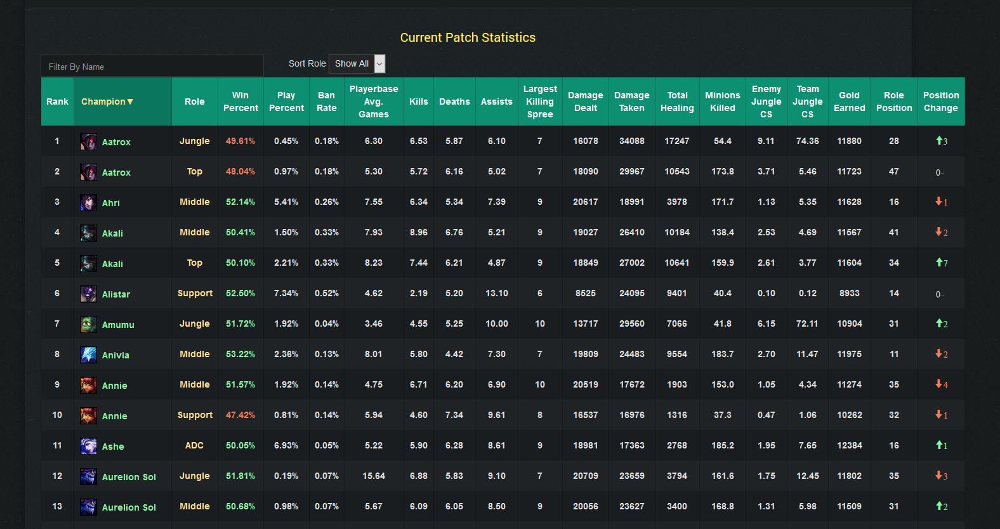 Current Patch Statistics
Filter By Name
Sort Role Show All
Rank Champion▼ Role Win Percent Play Percent Ban Rate Playerbase Avg. Games Kills Deaths Assists Largest Killing Spree Damage Dealt Damage Taken Total Healing Minions Killed Enemy Jungle CS Team Jungle CS Gold Earned Role Position Position Change
1 Aatrox Jungle 49.61% 0.45% 0.18% 6.30 6.53 5.87 6.10 7 16078 34088 17247 54.4 9.11 74.36 11880 28 ⬆3
2 Aatrox Top 48.04% 0.97% 0.18% 5.30 5.72 6.16 5.02 7 18090 29967 10543 173.8 3.71 5.46 11723 47 0-
3 Ahri Middle 52.14% 5.41% 0.26% 7.55 6.34 5.34 7.39 9 20617 18991 3978 171.7 1.13 5.35 11628 16 ⬇1
4 Akali Middle 50.41% 1.50% 0.33% 7.93 8.96 6.76 5.21 9 19027 26410 10184 138.4 2.53 4.69 11567 41 ⬇2
5 Akali Top 50.10% 2.21% 0.33% 8.23 7.44 6.21 4.87 9 18849 27002 10641 159.9 2.61 3.77 11604 34 ⬆7
6 Alistar Support 52.50% 7.34% 0.52% 4.62 2.19 5.20 13.10 6 8525 24095 9401 40.4 0.10 0.12 8933 14 0-
7 Amumu Jungle 51.72% 1.92% 0.04% 3.46 4.55 5.25 10.00 10 13717 29560 7066 41.8 6.15 72.11 10904 31 ⬆2
8 Anivia Middle 53.22% 2.36% 0.13% 8.01 5.80 4.42 7.30 7 19809 24483 9554 183.7 2.70 11.47 11975 11 ⬇2
9 Annie Middle 51.57% 1.92% 0.14% 4.75 6.71 6.20 6.90 10 20519 17672 1903 153.0 1.05 4.34 11274 35 ⬇4
10 Annie Support 47.42% 0.81% 0.14% 5.94 4.60 7.34 9.61 8 16537 16976 1316 37.3 0.47 1.06 10262 32 ⬇1
11 Ashe ADC 50.05% 6.93% 0.05% 5.22 5.90 6.28 8.61 9 18981 17363 2768 185.2 1.95 7.65 12384 16 ⬆1
12 Aurelion Sol Jungle 51.81% 0.19% 0.07% 15.64 6.88 5.83 9.10 7 20709 23659 3794 161.6 1.75 12.45 11802 35 ⬇3
13 Aurelion Sol Middle 50.68% 0.98% 0.07% 5.67 6.09 6.05 8.50 9 20056 23627 3400 168.8 1.31 5.98 11509 31 ⬆2